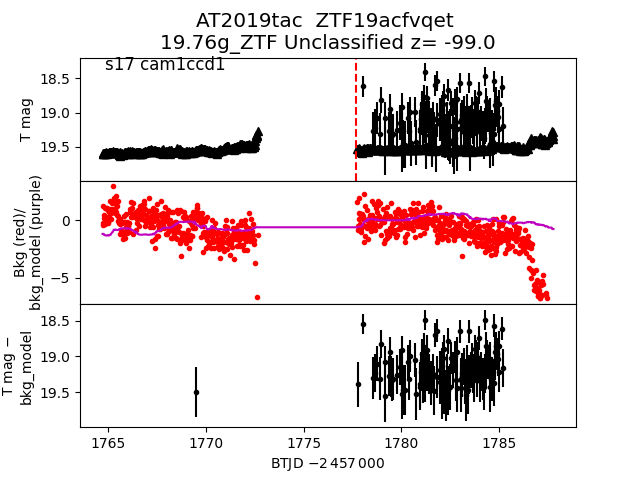 AT2019tac  ZTF19acfvqet
19.76g_ZTF Unclassified z= -99.0
s17 cam1ccd1
T mag
18.5
19.0
19.5
Bkg (red)/
bkg_model (purple)
0
−5
T mag −
bkg_model
18.5
19.0
19.5
1765 1770 1775 1780 1785
BTJD −2 457 000